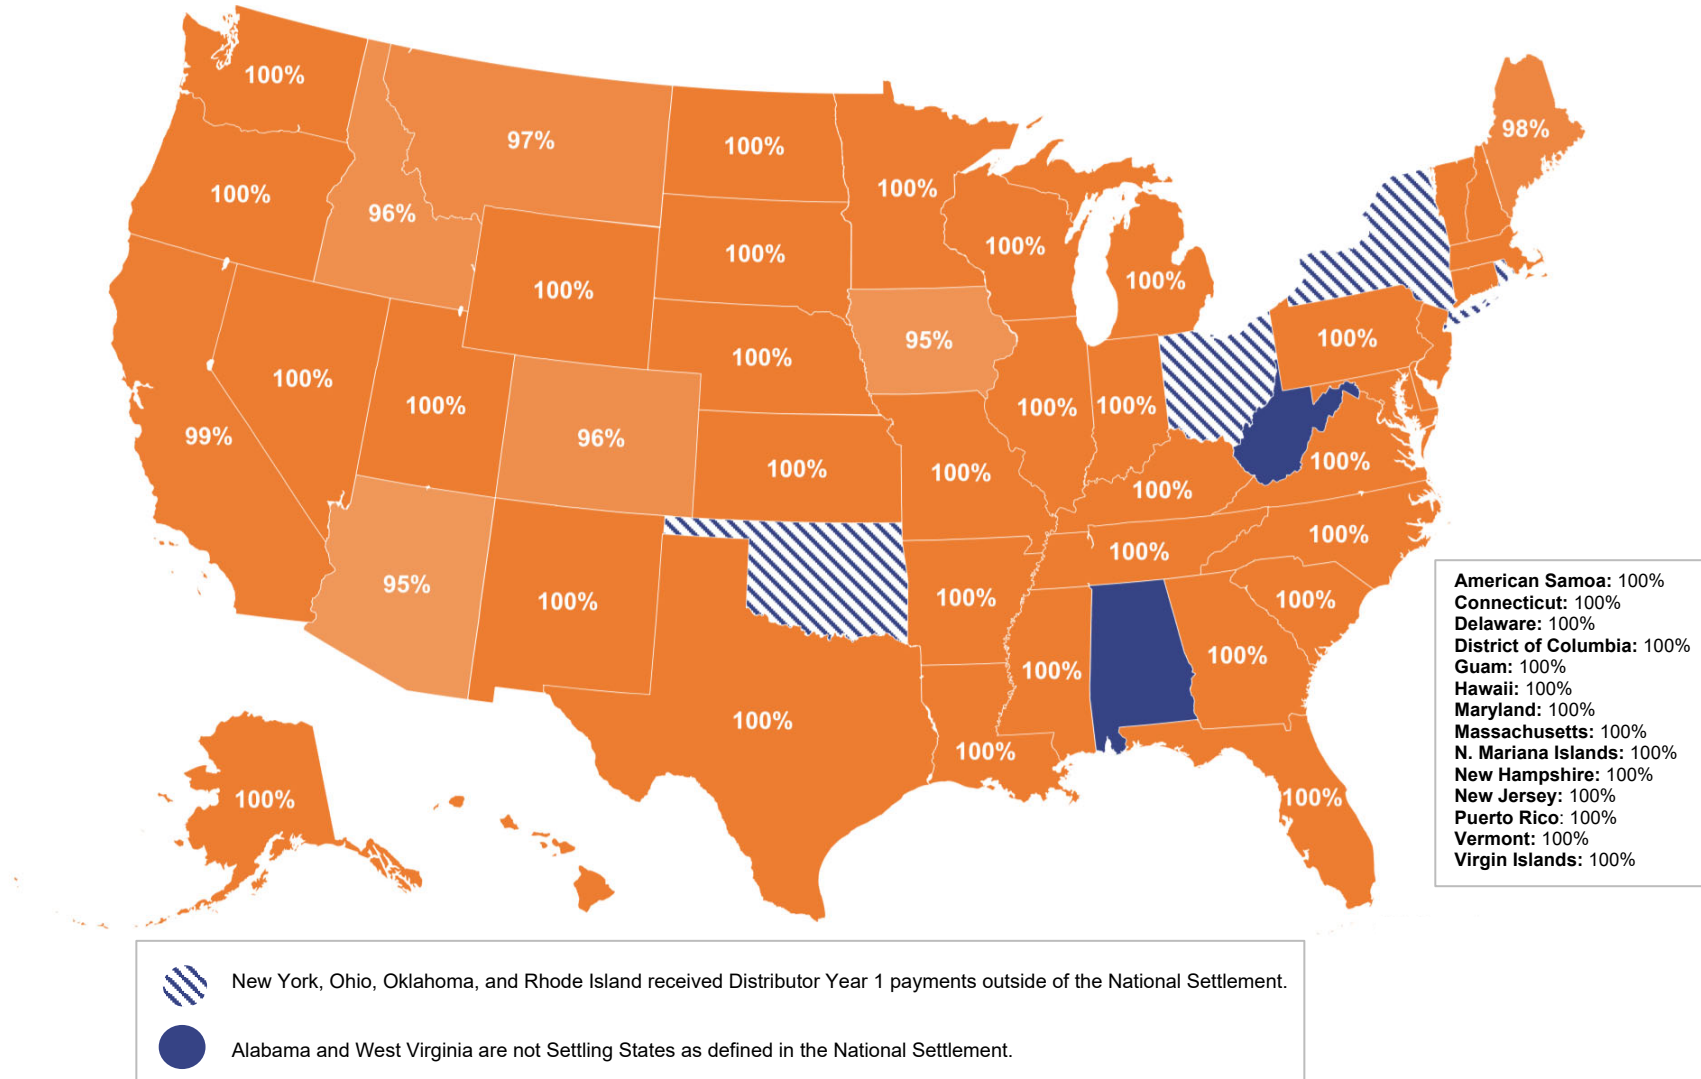 100%
98%
97%
100%
100%
100%
100%
96%
100%
100%
100%
100%
100%
100%
95%
100%
100%
100%
100%
100%
100%
99%
96%
100%
100%
100%
100%
100%
100%
100%
95%
100%
100%
100%
100%
100%
100%
100%
100%
100%
American Samoa: 100%
Connecticut: 100%
Delaware: 100%
District of Columbia: 100%
Guam: 100%
Hawaii: 100%
Maryland: 100%
Massachusetts: 100%
N. Mariana Islands: 100%
New Hampshire: 100%
New Jersey: 100%
Puerto Rico: 100%
Vermont: 100%
Virgin Islands: 100%
New York, Ohio, Oklahoma, and Rhode Island received Distributor Year 1 payments outside of the National Settlement.
Alabama and West Virginia are not Settling States as defined in the National Settlement.